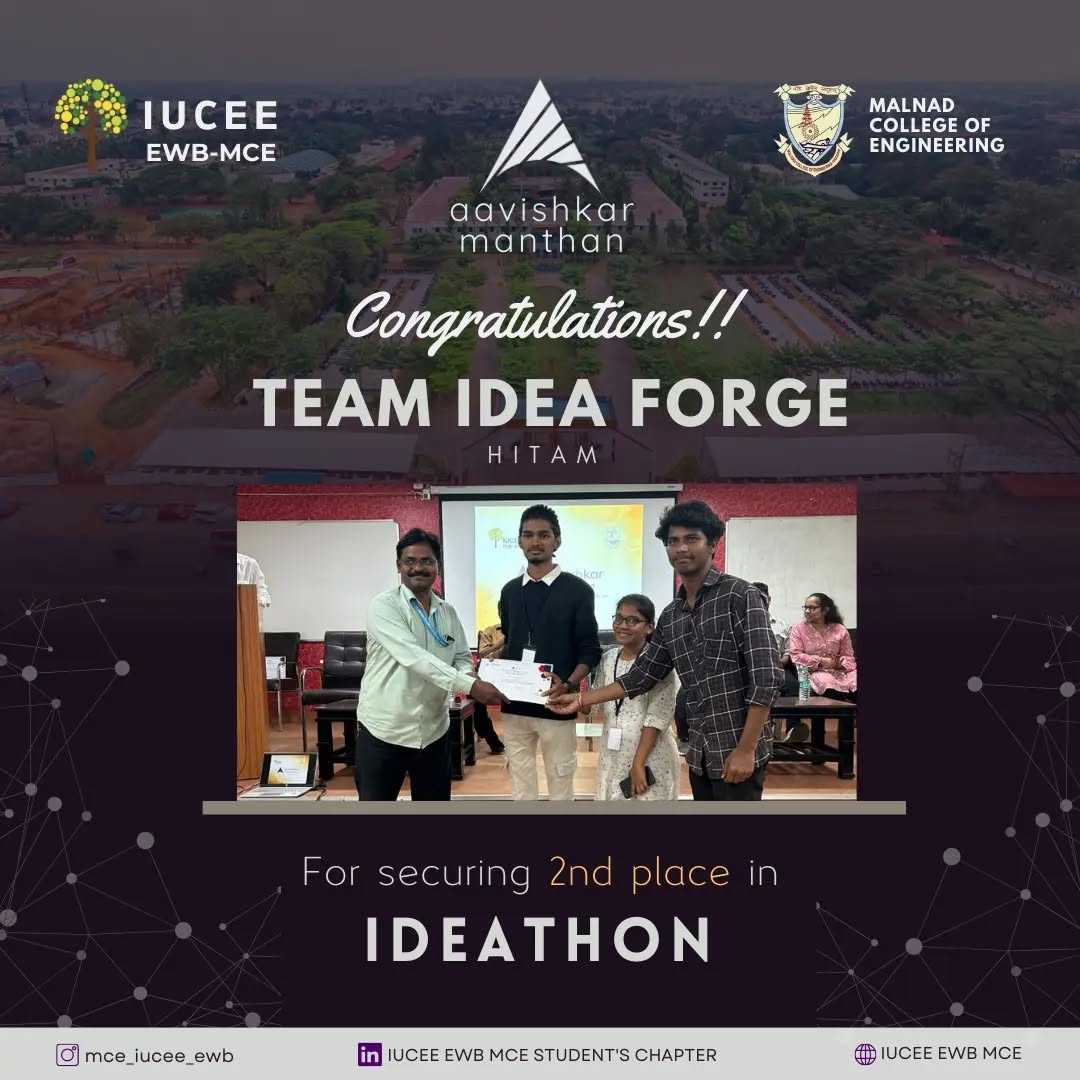 IUCEE
EWB-MCE
aavishkar
manthan
MALNAD
COLLEGE OF
ENGINEERING
Congratulations!!
TEAM IDEA FORGE
HITAM
For securing 2nd place in
IDEATHON
mce_iucee_ewb
IUCEE EWB MCE STUDENT'S CHAPTER
IUCEE EWB MCE